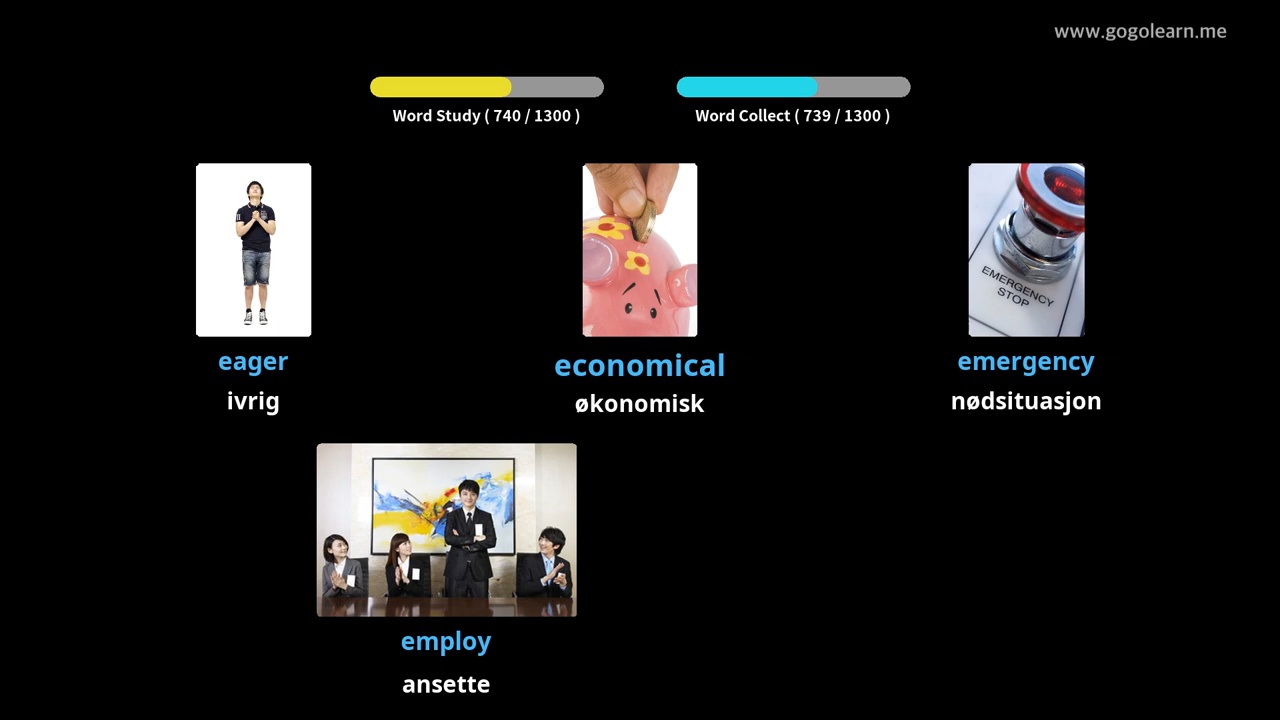 www.gogolearn.me
Word Study ( 740 / 1300 )
Word Collect ( 739 / 1300 )
EMERGENCY
STOP
eager
economical
emergency
ivrig
økonomisk
nødsituasjon
employ
ansette